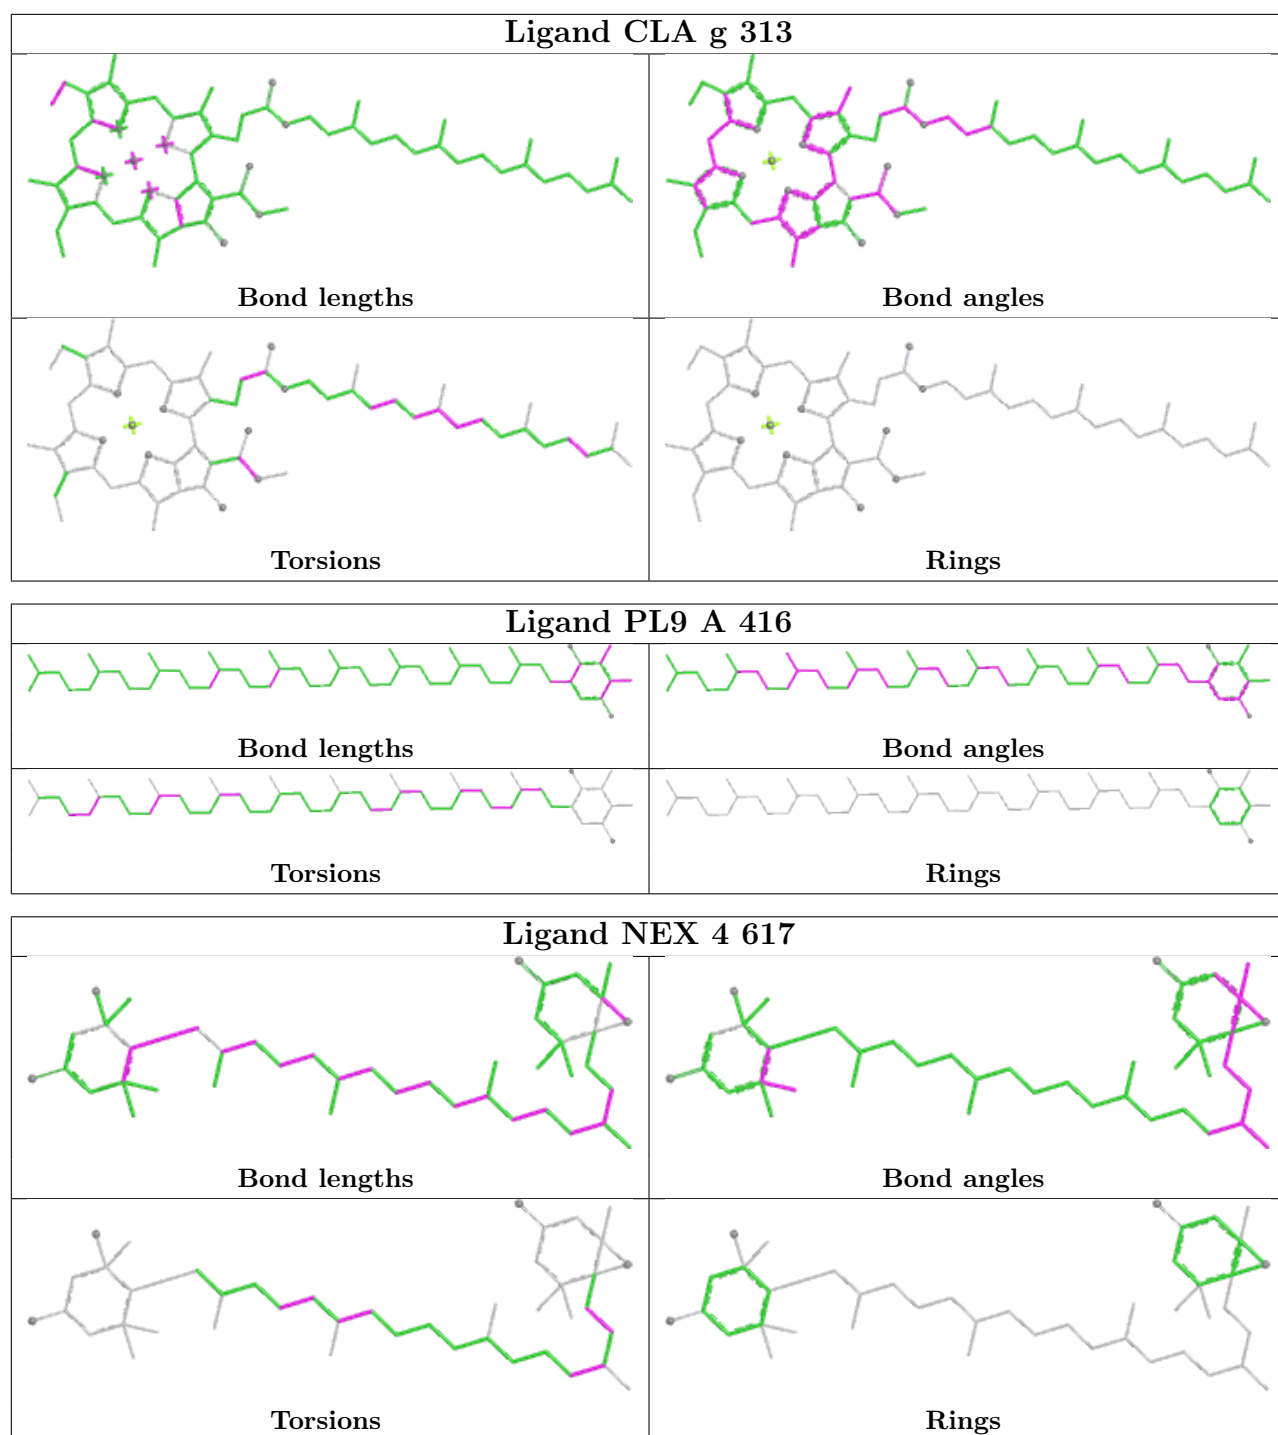 Ligand CLA g 313
Bond lengths
Bond angles
Torsions
Rings
Ligand PL9 A 416
Bond lengths
Bond angles
Torsions
Rings
Ligand NEX 4 617
Bond lengths
Bond angles
Torsions
Rings